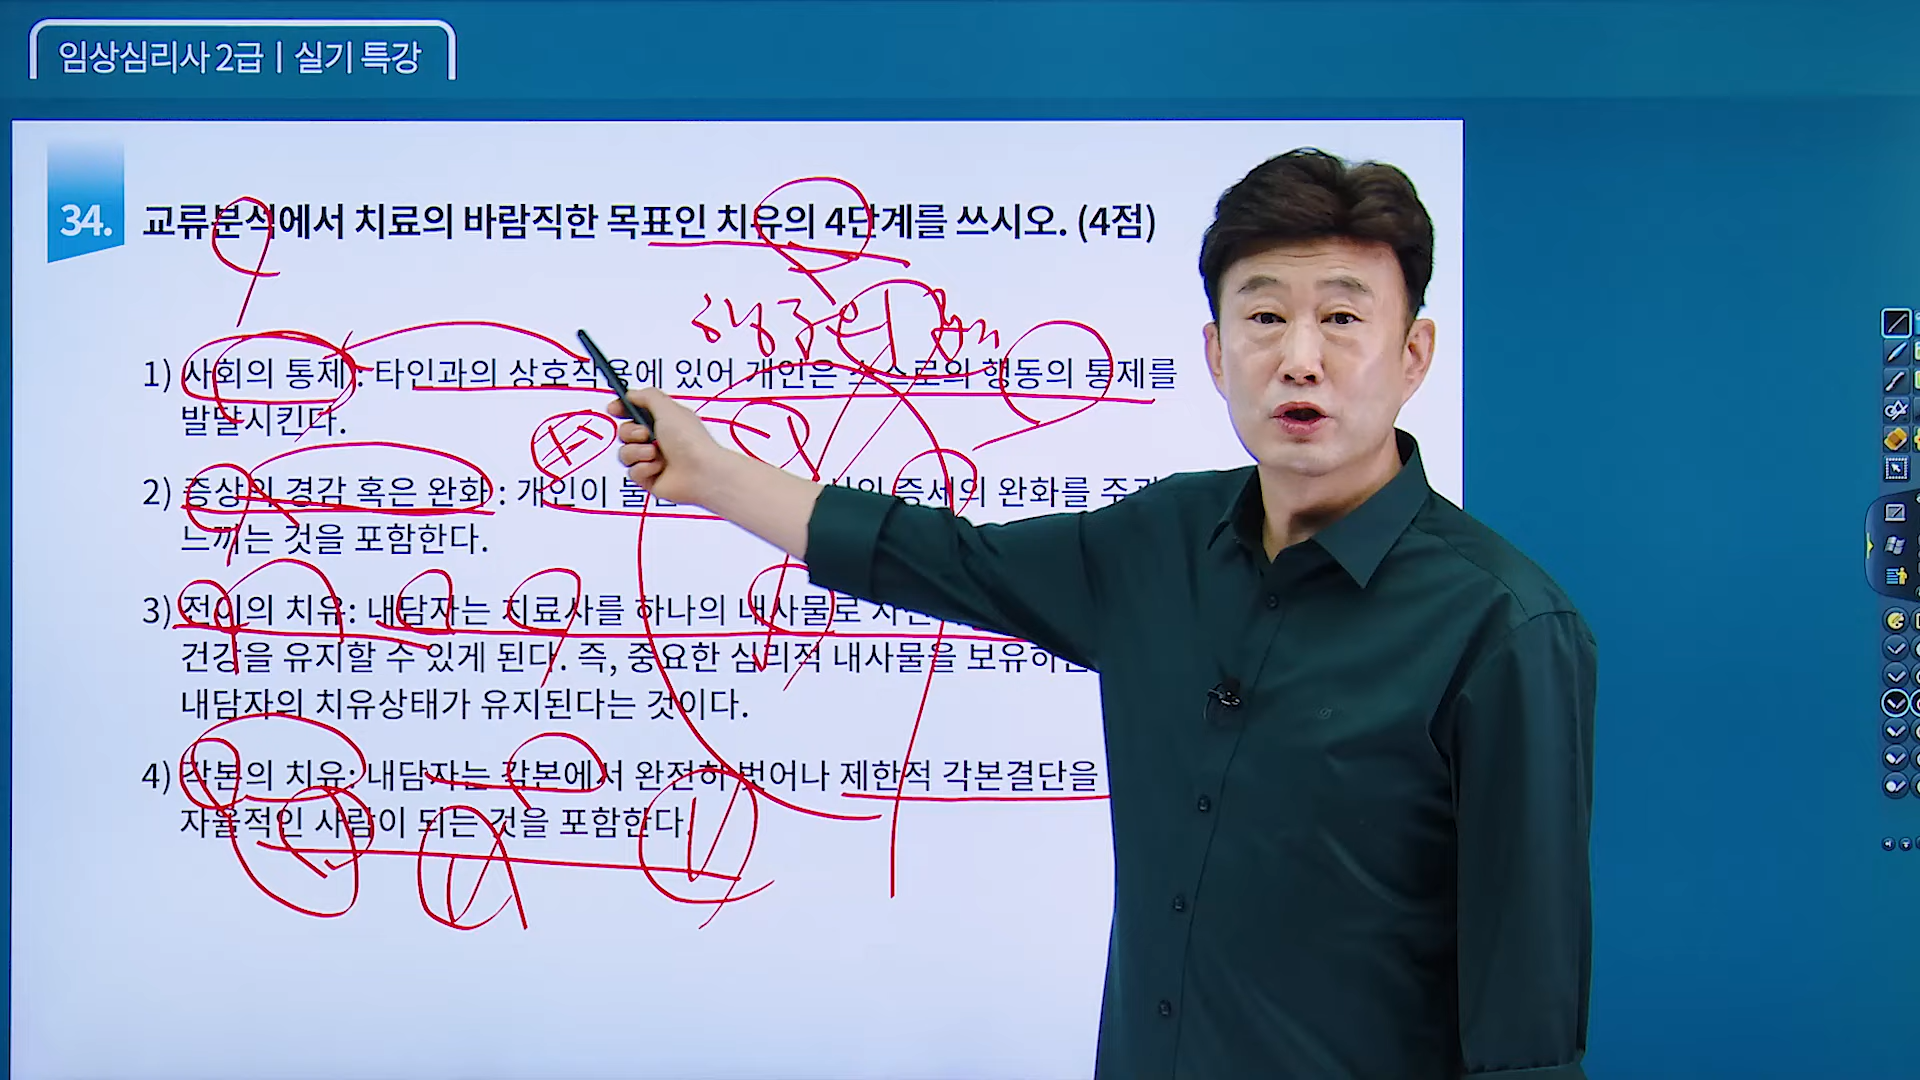 임상심리사 2급 | 실기 특강
34. 교류분석에서 치료의 바람직한 목표인 치유의 4단계를 쓰시오. (4점)
1) 사회의 통제 : 타인과의 상호작용에 있어 개인은 스스로의 행동의 통제를
발달시킨다.
2) 증상의 경감 혹은 완화 : 개인이 증세의 완화를
느끼는 것을 포함한다.
3) 전이의 치유: 내담자는 치료사를 하나의 내사물로
건강을 유지할 수 있게 된다. 즉, 중요한 심리적 내사물을
내담자의 치유상태가 유지된다는 것이다.
4) 각본의 치유: 내담자는 각본에서 완전히 벗어나 제한적 각본결단을
자율적인 사람이 되는 것을 포함한다.